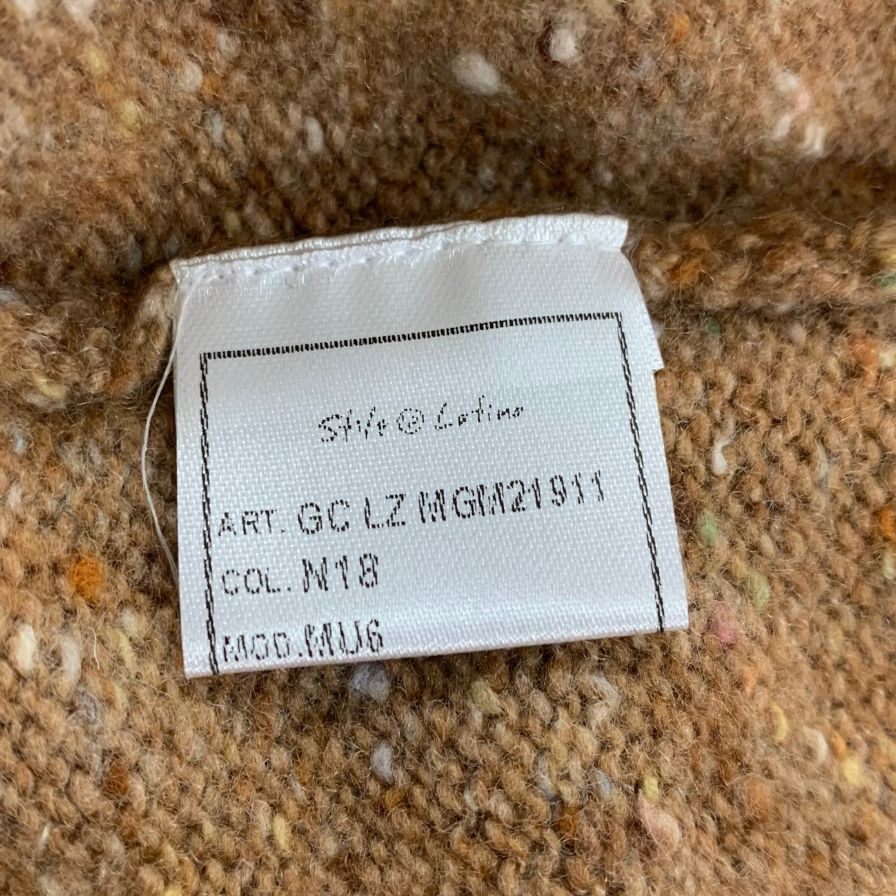 Stile @ Latino
ART. GC LZ MGM21911
COL. N18
MOD. MU6